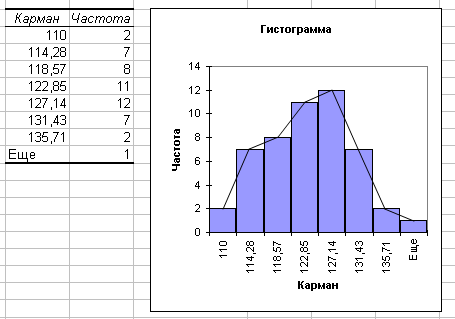 Карман Частота
110 2
114,28 7
118,57 8
122,85 11
127,14 12
131,43 7
135,71 2
Еще 1
Гистограмма
14
12
10
8
6
4
2
0
Частота
110 114,28 118,57 122,85 127,14 131,43 135,71 Еще
Карман